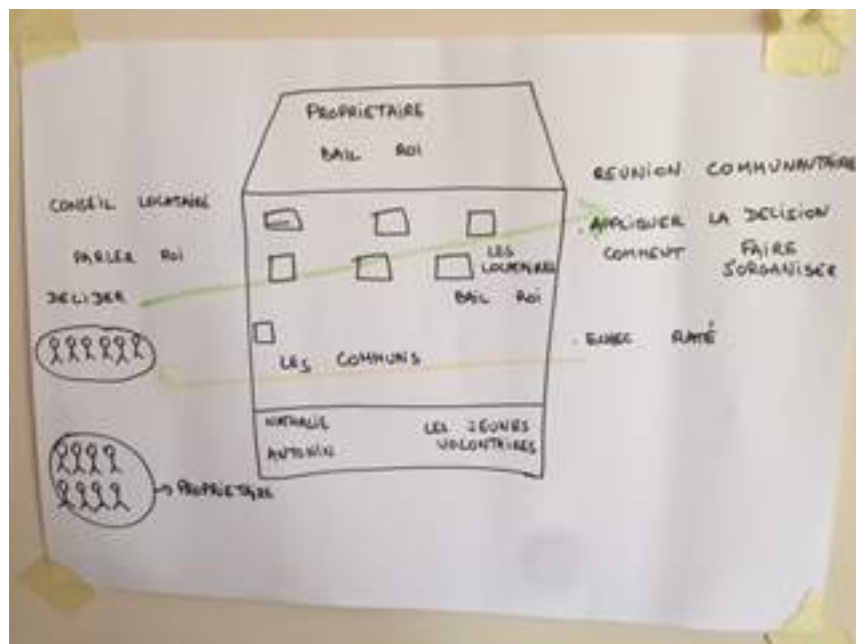 PROPRIETAIRE
BAIL ROI
CONSEIL LOCATAIRE
PARLER ROI
DECIDER
LES
LOCATAIRES
BAIL ROI
LES COMMUNS
NATHALIE
ANTONIN
LES JEUNES
VOLONTAIRES
→ PROPRIETAIRE
REUNION COMMUNAUTAIRE
. APPLIQUER LA DECISION
COMMENT FAIRE
S'ORGANISER
. ECHEC RATÉ